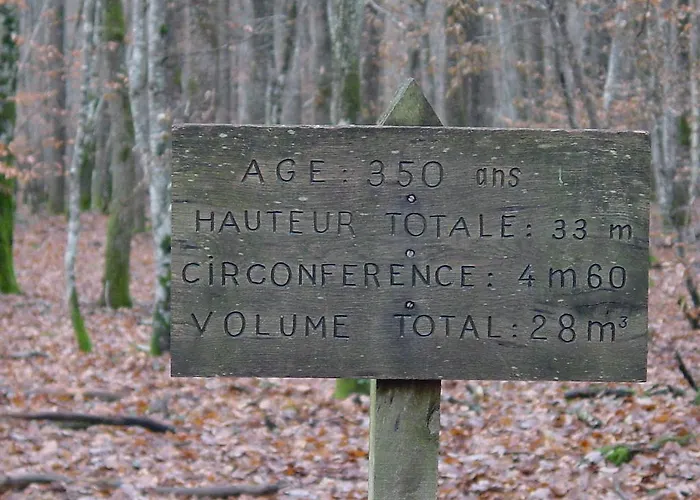 AGE: 350 ans
HAUTEUR TOTALE: 33 m
CiRCONFERENCE: 4m60
VOLUME TOTAL: 28m³